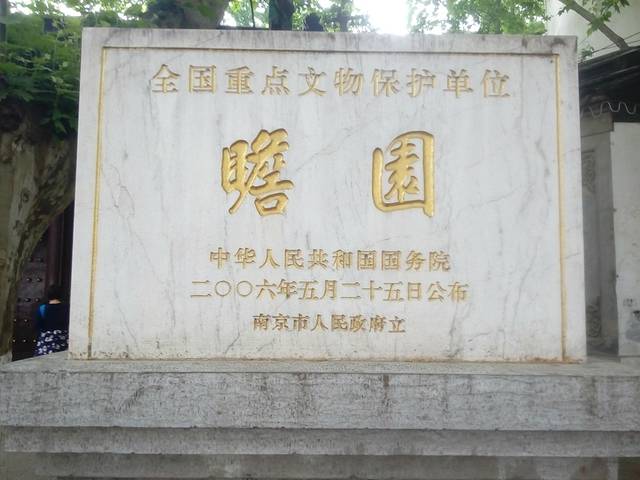 全国重点文物保护单位
瞻园
中华人民共和国国务院
二〇〇六年五月二十五日公布
南京市人民政府立